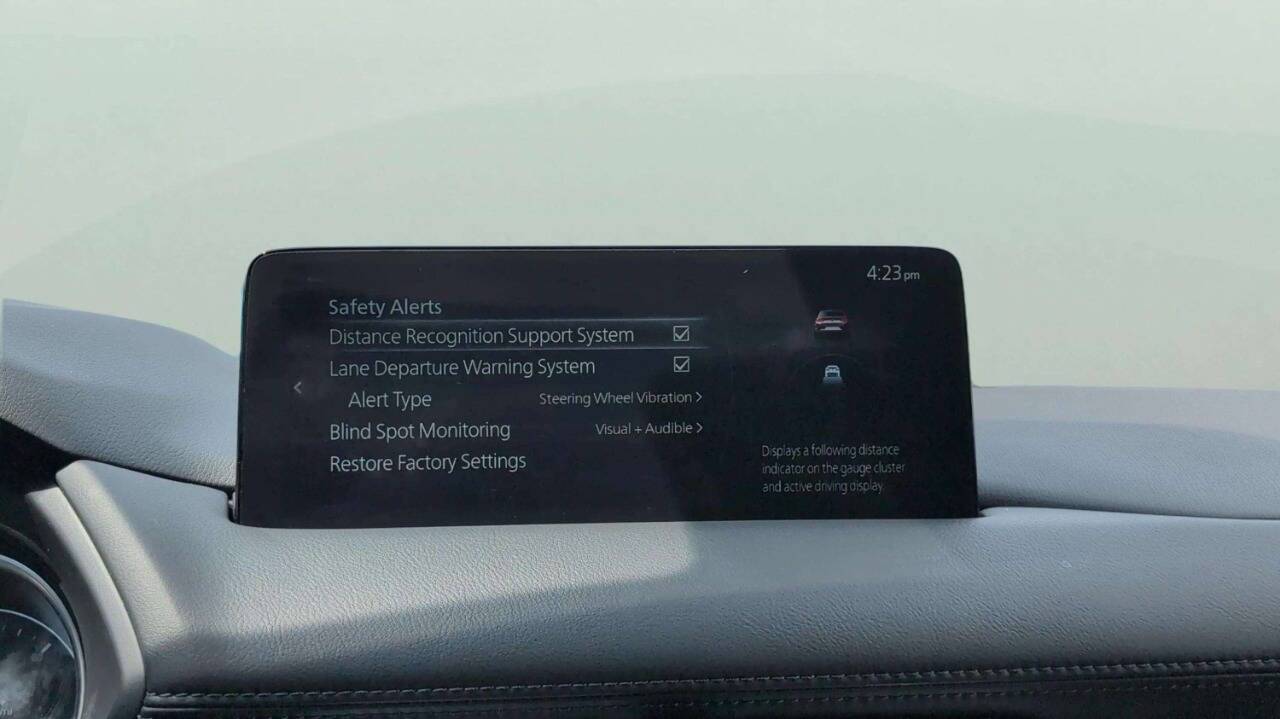 4:23 pm
Safety Alerts
Distance Recognition Support System
Lane Departure Warning System
Alert Type Steering Wheel Vibration >
Blind Spot Monitoring Visual + Audible >
Restore Factory Settings
Displays a following distance
indicator on the gauge cluster
and active driving display.